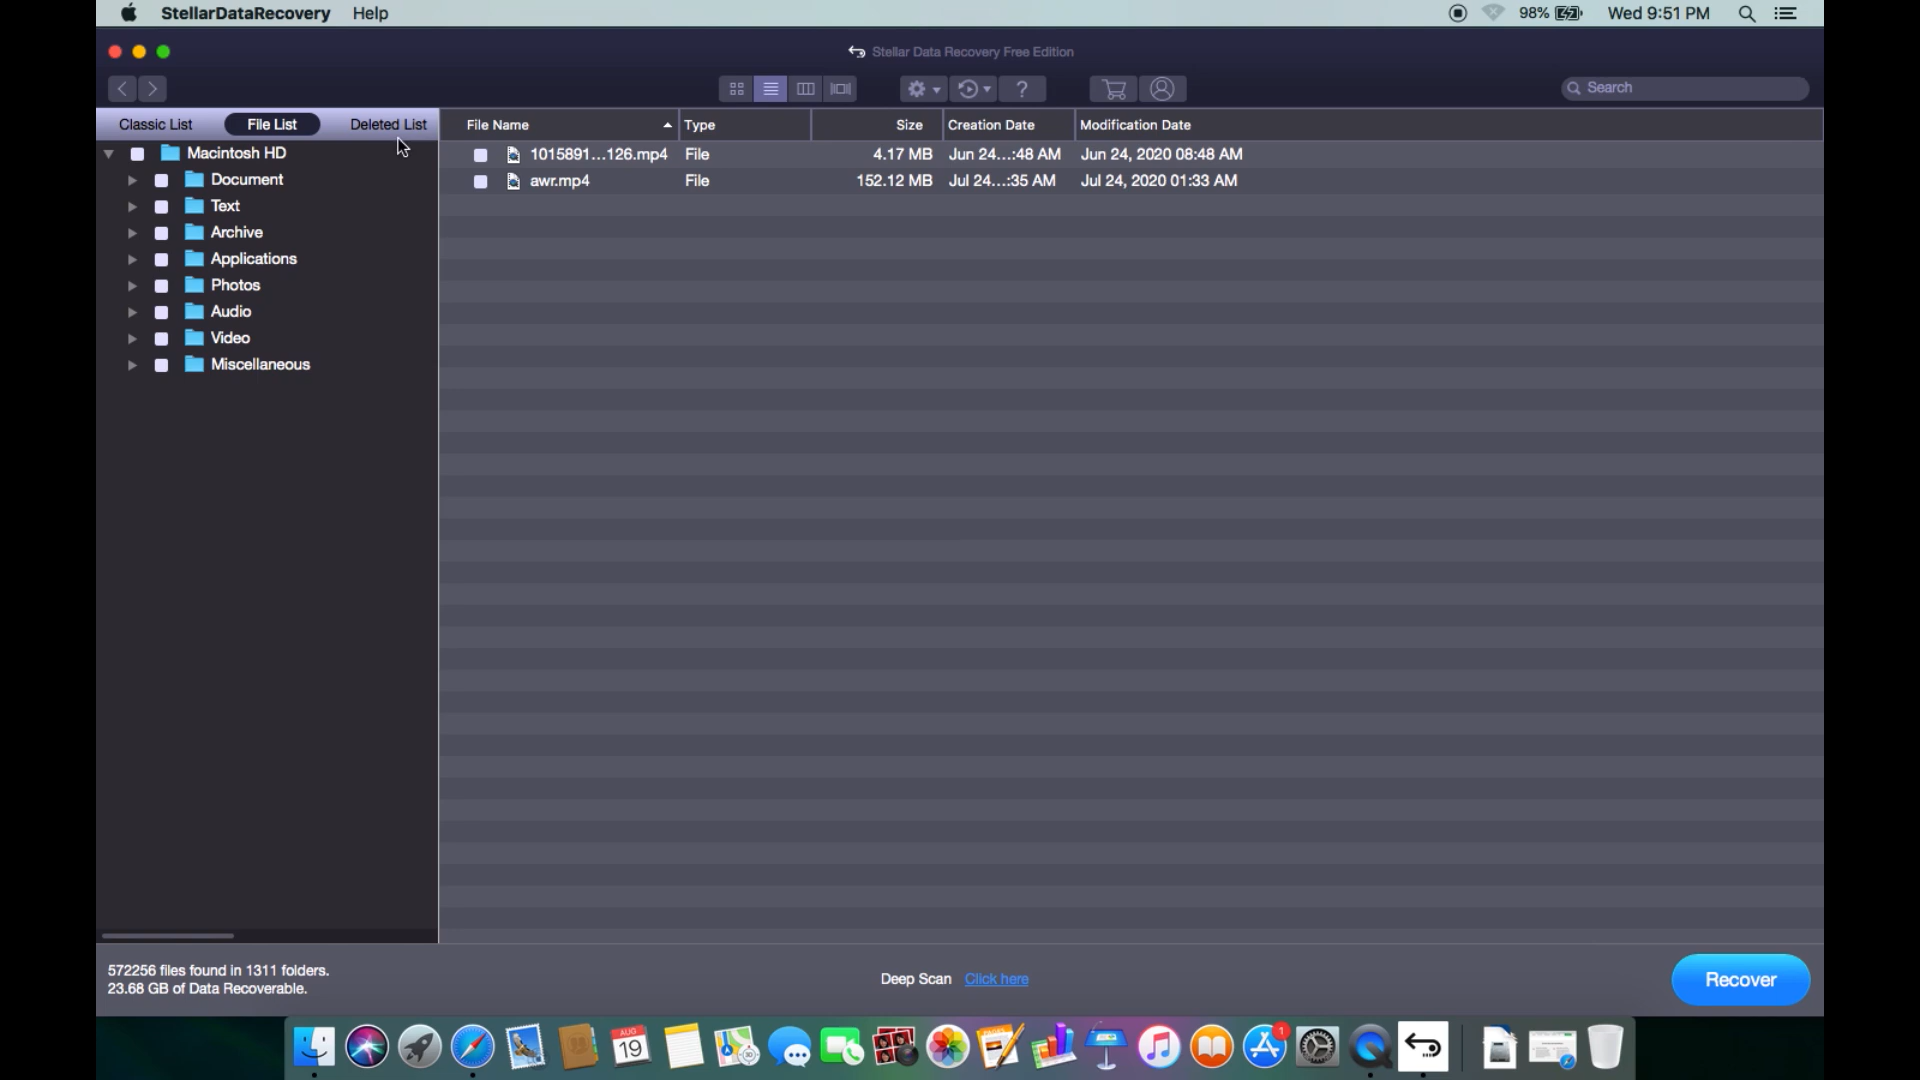 StellarDataRecovery Help 98% Wed 9:51 PM
Stellar Data Recovery Free Edition
? Search
Classic List File List Deleted List File Name Type Size Creation Date Modification Date
Macintosh HD 1015891...126.mp4 File 4.17 MB Jun 24...:48 AM Jun 24, 2020 08:48 AM
Document awr.mp4 File 152.12 MB Jul 24...:35 AM Jul 24, 2020 01:33 AM
Text
Archive
Applications
Photos
Audio
Video
Miscellaneous
572256 files found in 1311 folders.
23.68 GB of Data Recoverable.
Deep Scan Click here Recover
AUG
19
1